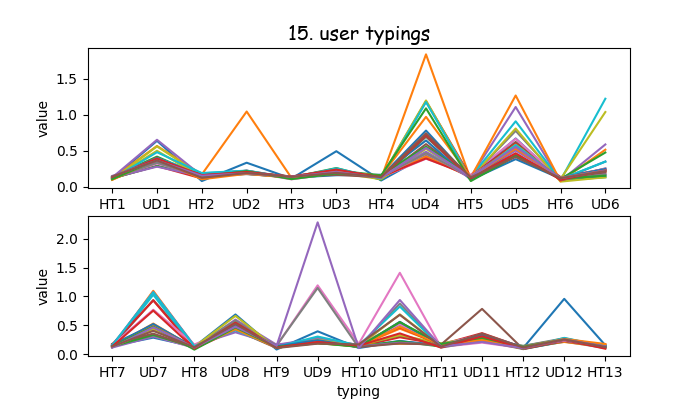 15. user typings
value
1.5
1.0
0.5
0.0
HT1 UD1 HT2 UD2 HT3 UD3 HT4 UD4 HT5 UD5 HT6 UD6
value
2.0
1.5
1.0
0.5
0.0
HT7 UD7 HT8 UD8 HT9 UD9 HT10 UD10 HT11 UD11 HT12 UD12 HT13
typing